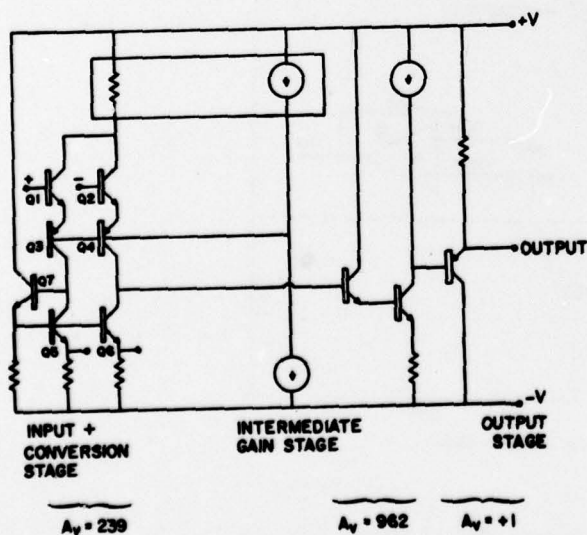 +V
+
-
Q1
Q2
Q3
Q4
Q7
OUTPUT
Q5
Q6
-V
INPUT +
CONVERSION
STAGE
INTERMEDIATE
GAIN STAGE
OUTPUT
STAGE
Av = 239
Av = 962
Av = +1